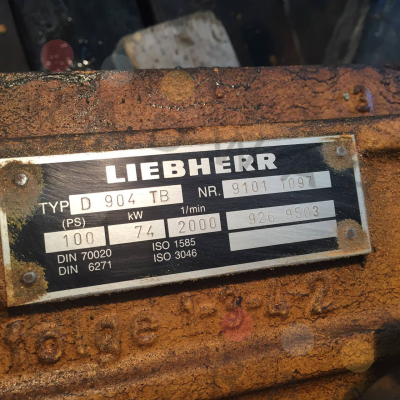 LIEBHERR
TYP D 904 TB NR. 9101 1097
(PS) kW 1/min
100 74 2000 926 9503
DIN 70020 ISO 1585
DIN 6271 ISO 3046
1-3-4-2